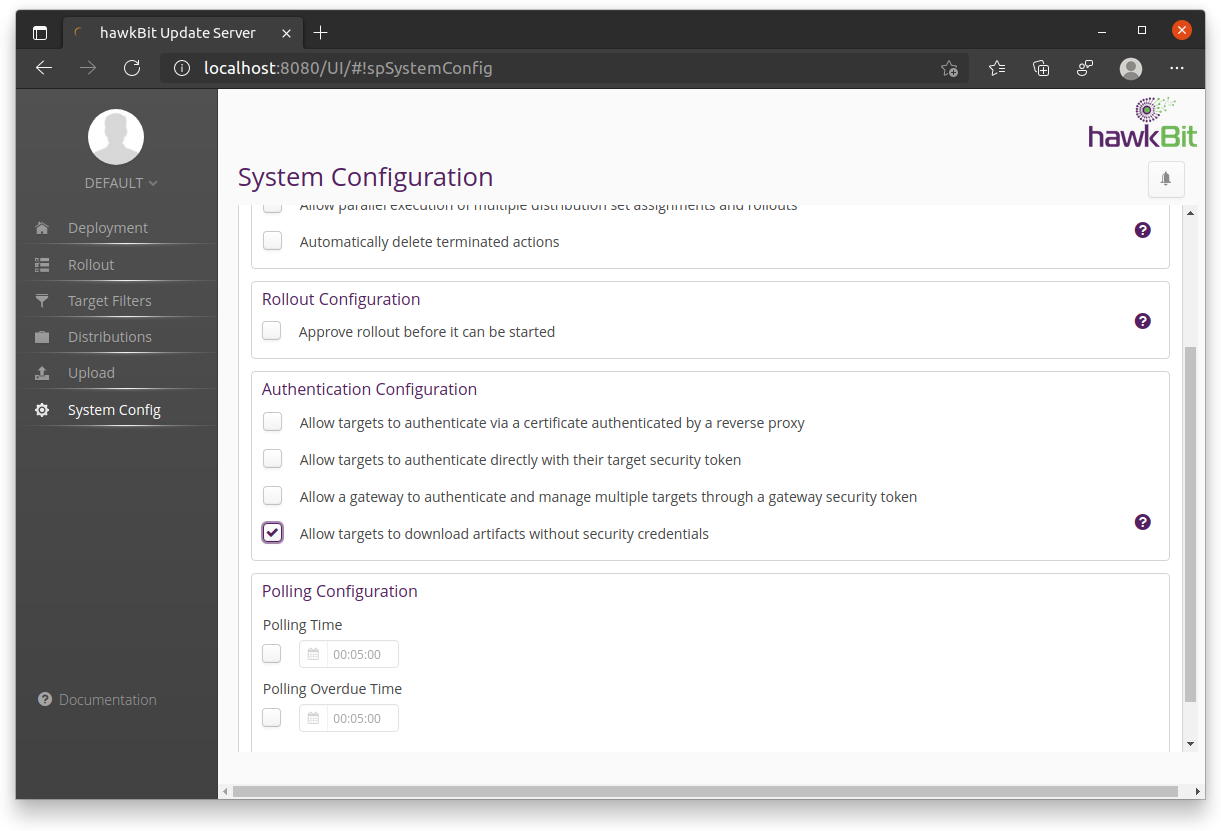 hawkBit Update Server
localhost:8080/UI/#!spSystemConfig
hawkBit
DEFAULT
Deployment
Rollout
Target Filters
Distributions
Upload
System Config
Documentation
System Configuration
Allow parallel execution of multiple distribution set assignments and rollouts
Automatically delete terminated actions
Rollout Configuration
Approve rollout before it can be started
Authentication Configuration
Allow targets to authenticate via a certificate authenticated by a reverse proxy
Allow targets to authenticate directly with their target security token
Allow a gateway to authenticate and manage multiple targets through a gateway security token
Allow targets to download artifacts without security credentials
Polling Configuration
Polling Time
00:05:00
Polling Overdue Time
00:05:00